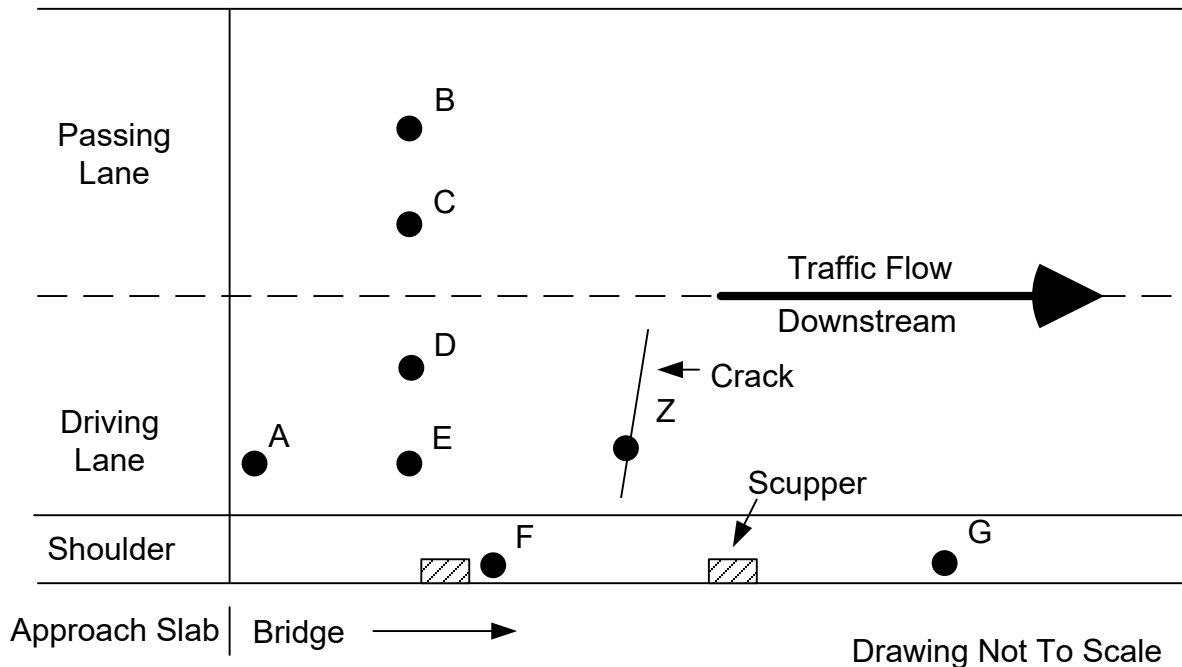 B
Passing
Lane
C
Traffic Flow
Downstream
D
Crack
Driving
Lane
A
E
Z
Scupper
Shoulder
F
G
Approach Slab
Bridge
Drawing Not To Scale